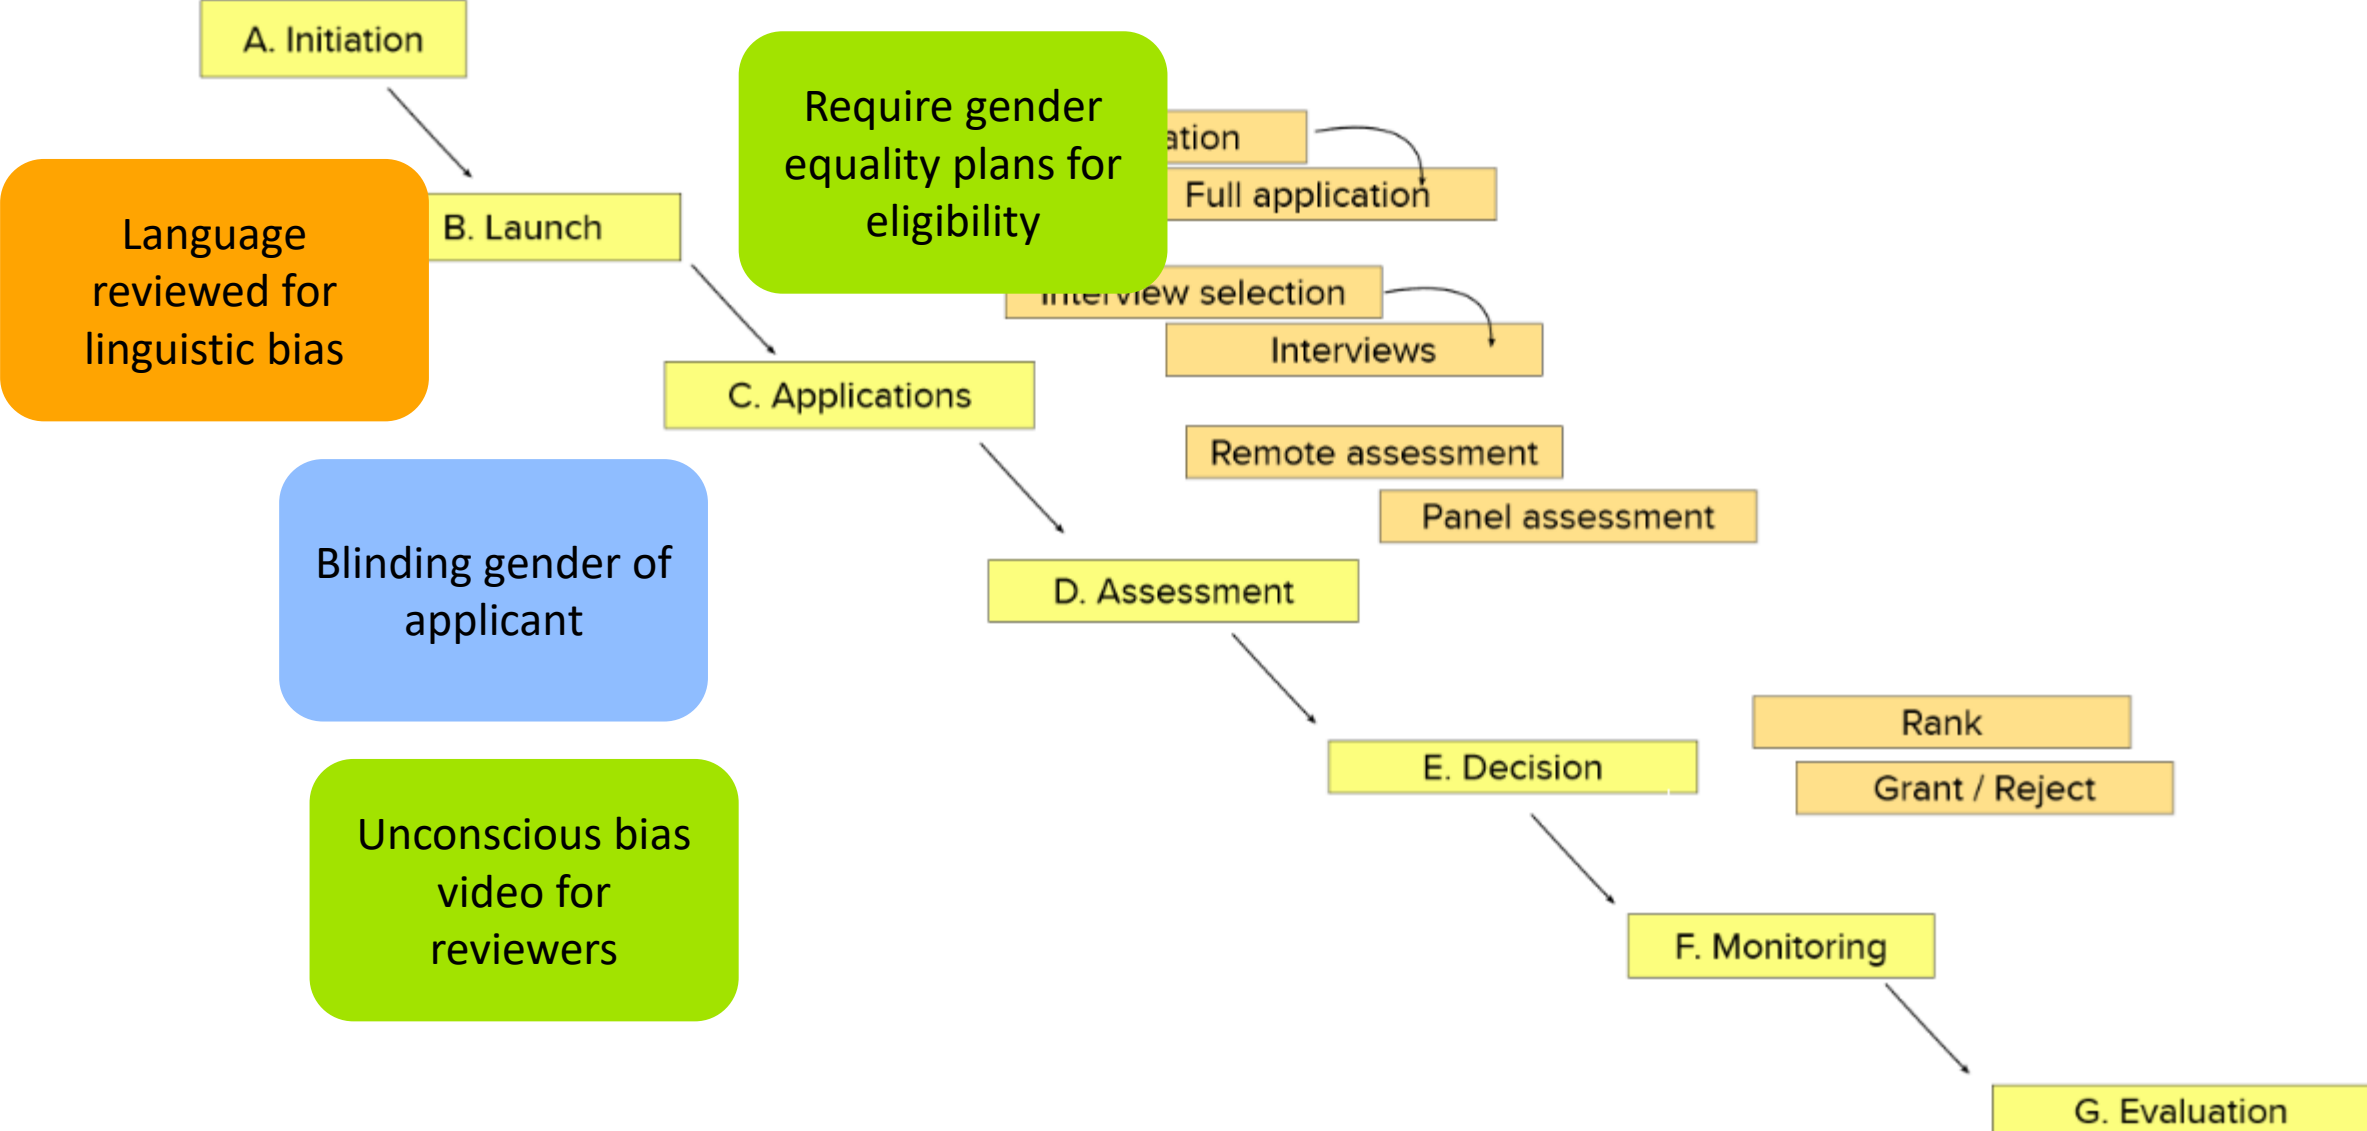 A. Initiation
Require gender
equality plans for
eligibility
ation
Full application
Language
reviewed for
linguistic bias
B. Launch
Interview selection
Interviews
C. Applications
Remote assessment
Panel assessment
Blinding gender of
applicant
D. Assessment
Rank
E. Decision
Grant / Reject
Unconscious bias
video for
reviewers
F. Monitoring
G. Evaluation